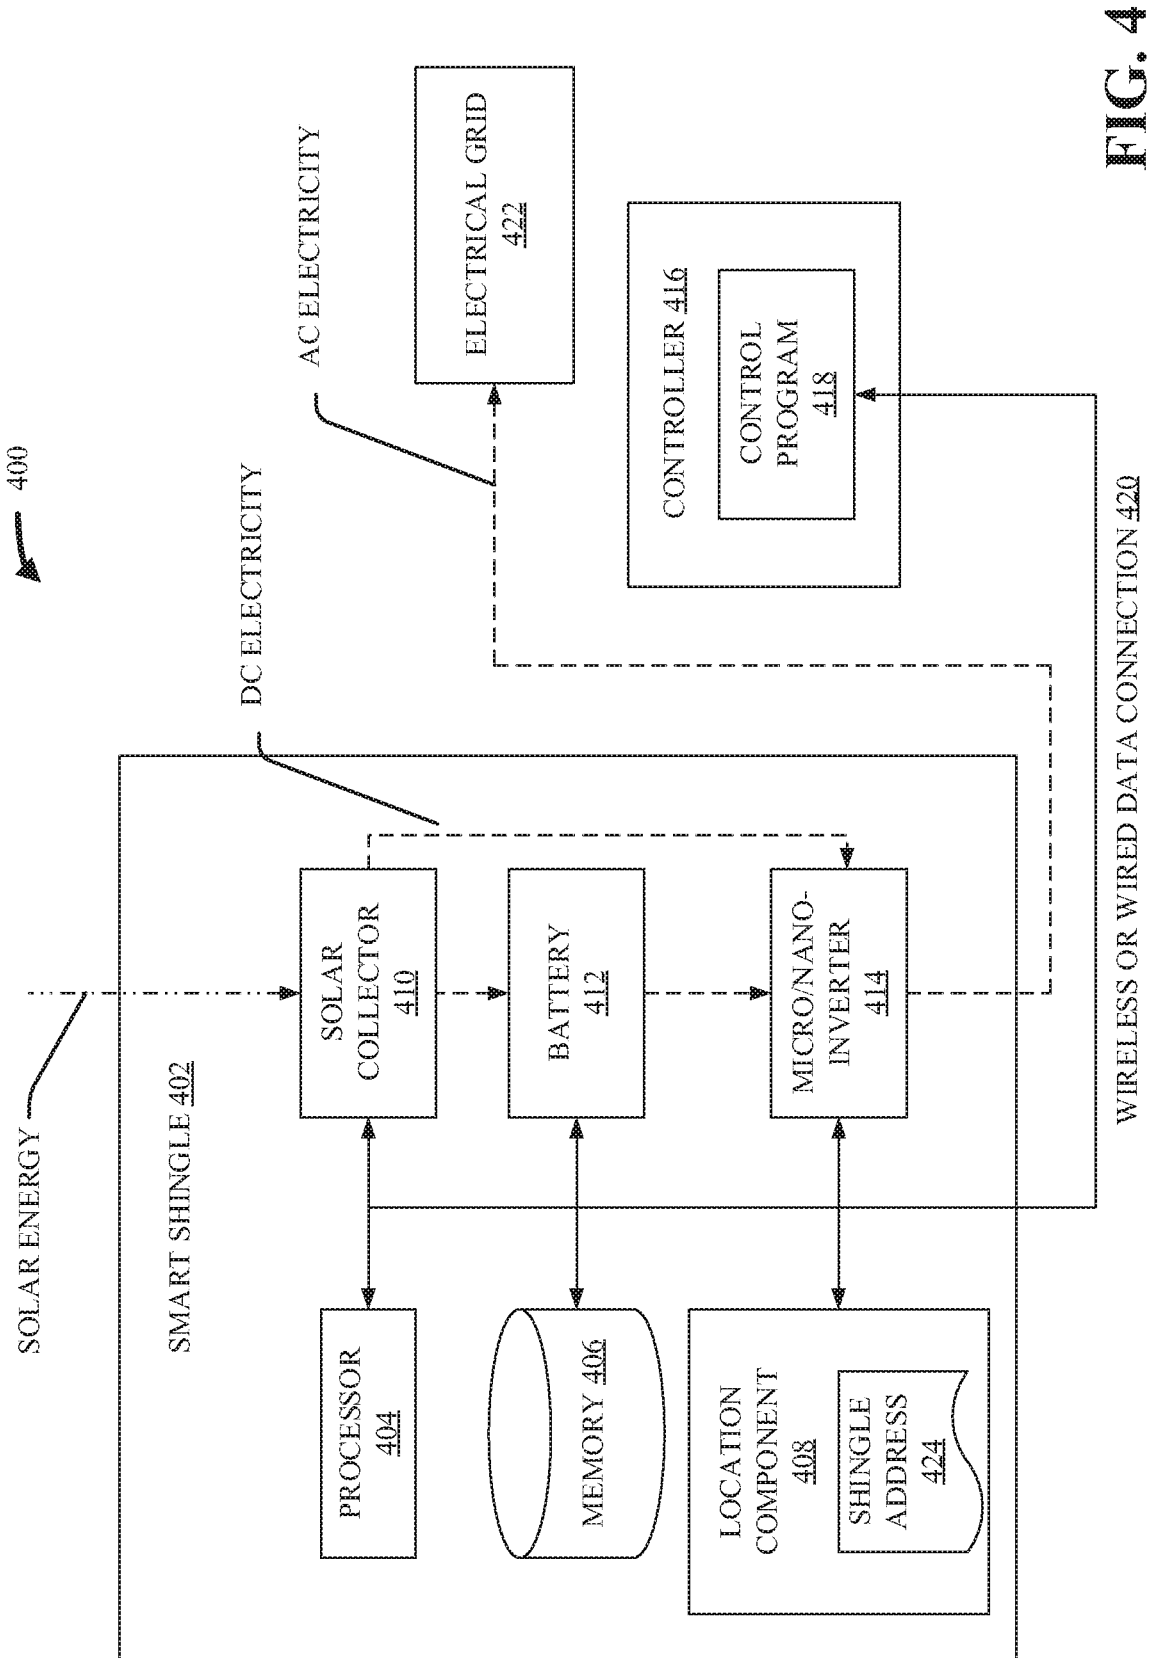 400
SOLAR ENERGY
SMART SHINGLE 402
PROCESSOR
404
MEMORY 406
LOCATION
COMPONENT
408
SHINGLE
ADDRESS
424
SOLAR
COLLECTOR
410
BATTERY
412
MICRO/NANO-
INVERTER
414
DC ELECTRICITY
AC ELECTRICITY
ELECTRICAL GRID
422
CONTROLLER 416
CONTROL
PROGRAM
418
WIRELESS OR WIRED DATA CONNECTION 420
FIG. 4